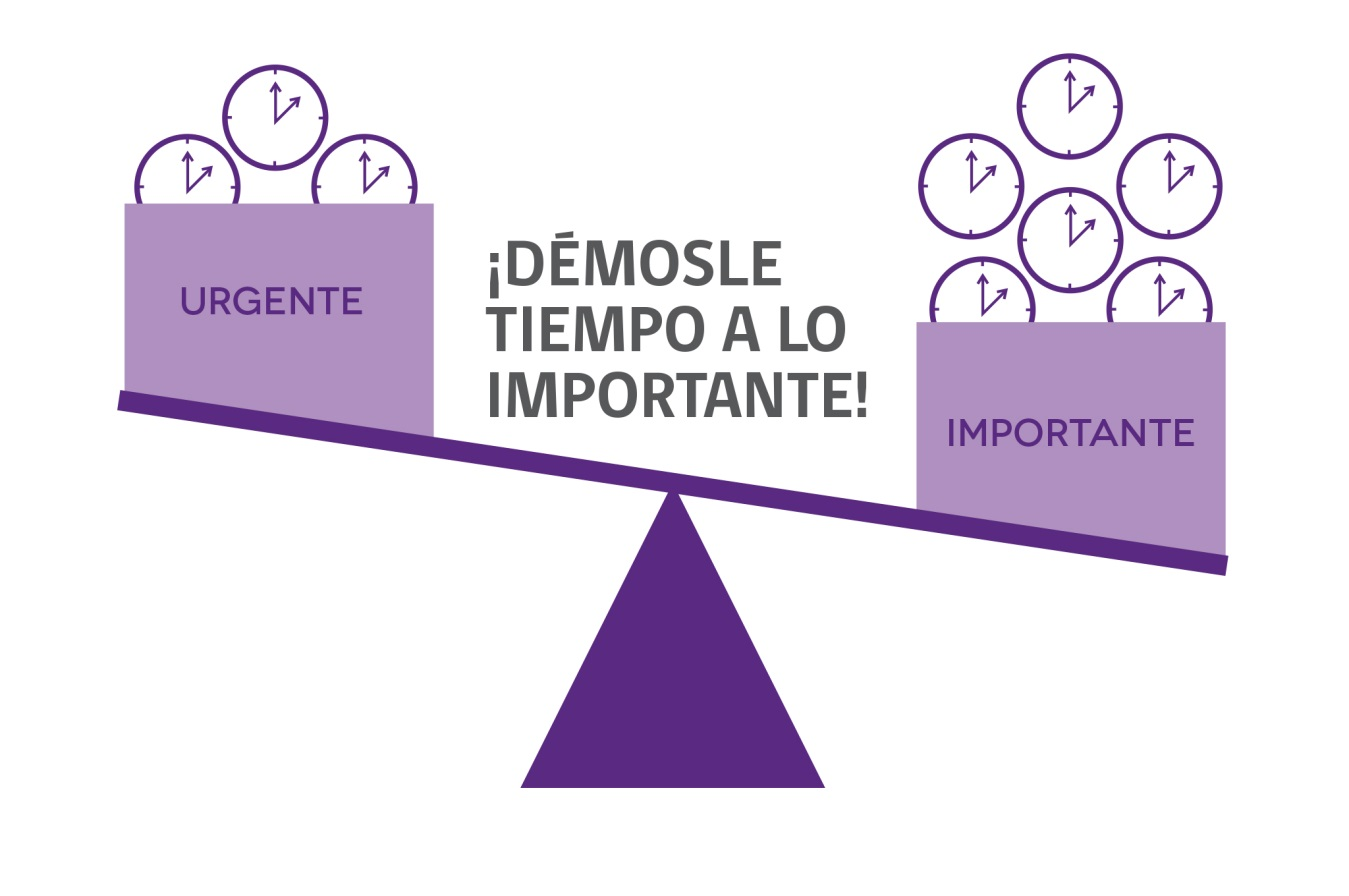 URGENTE
¡DÉMOSLE
TIEMPO A LO
IMPORTANTE!
IMPORTANTE